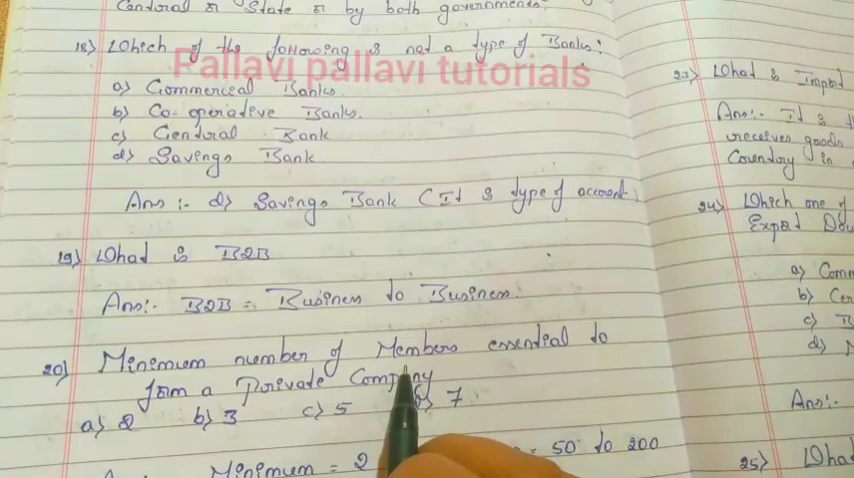 Central or State or by both governments.
18) Which of the following is not a type of Banks:
Pallavi pallavi tutorials
a) Commercial Banks.
b) Co-operative Banks.
c) Central Bank
d) Savings Bank
Ans :- d) Savings Bank (It is type of account)
19) What is B2B
Ans:- B2B = Business to Business.
20) Minimum number of Members essential to
form a Private Company
a) 2 b) 3 c) 5 d) 7
Minimum = 2 = 50 to 200
23) What is Import
Ans:- It is
receives goods
Country in
24) Which one of
Export
a) Comm
b) Cer
c) B
d)
Ans:-
25) What